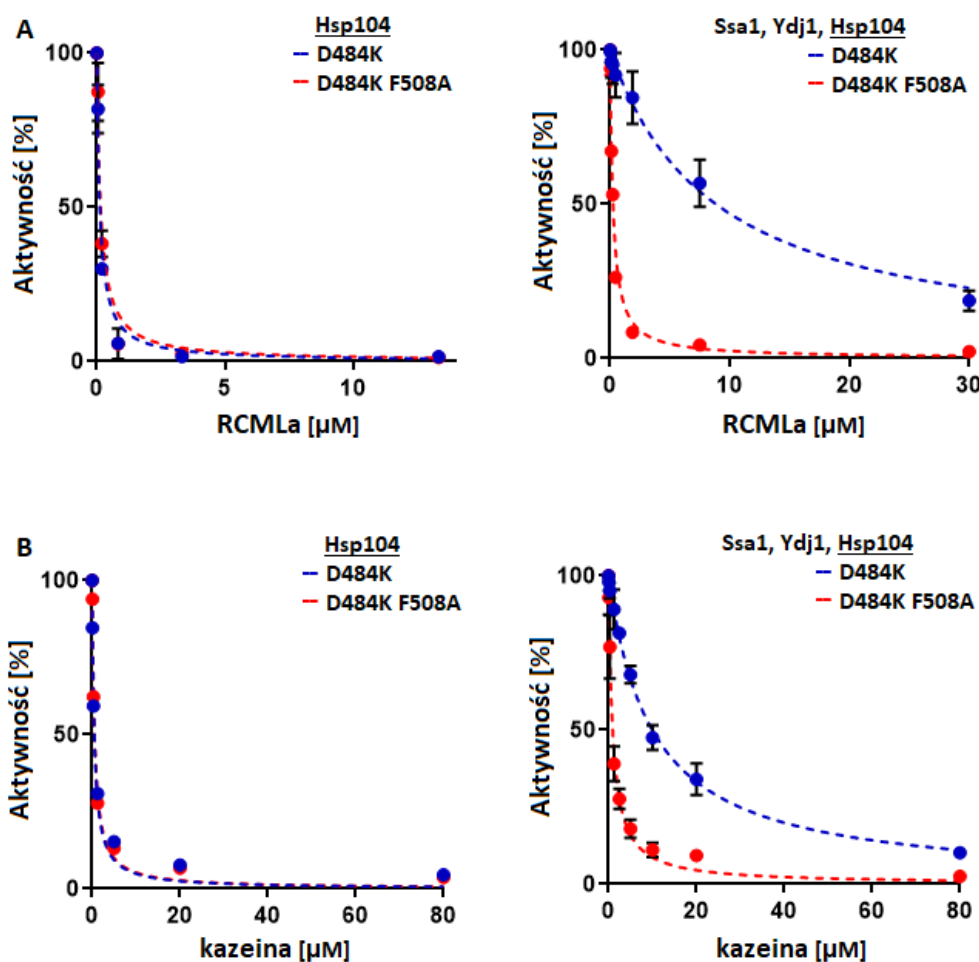 A
Hsp104
D484K
D484K F508A
100
50
0
Aktywność [%]
0 5 10
RCMLa [µM]
Ssa1, Ydj1, Hsp104
D484K
D484K F508A
100
50
0
Aktywność [%]
0 10 20 30
RCMLa [µM]
B
Hsp104
D484K
D484K F508A
100
50
0
Aktywność [%]
0 20 40 60 80
kazeina [µM]
Ssa1, Ydj1, Hsp104
D484K
D484K F508A
100
50
0
Aktywność [%]
0 20 40 60 80
kazeina [µM]